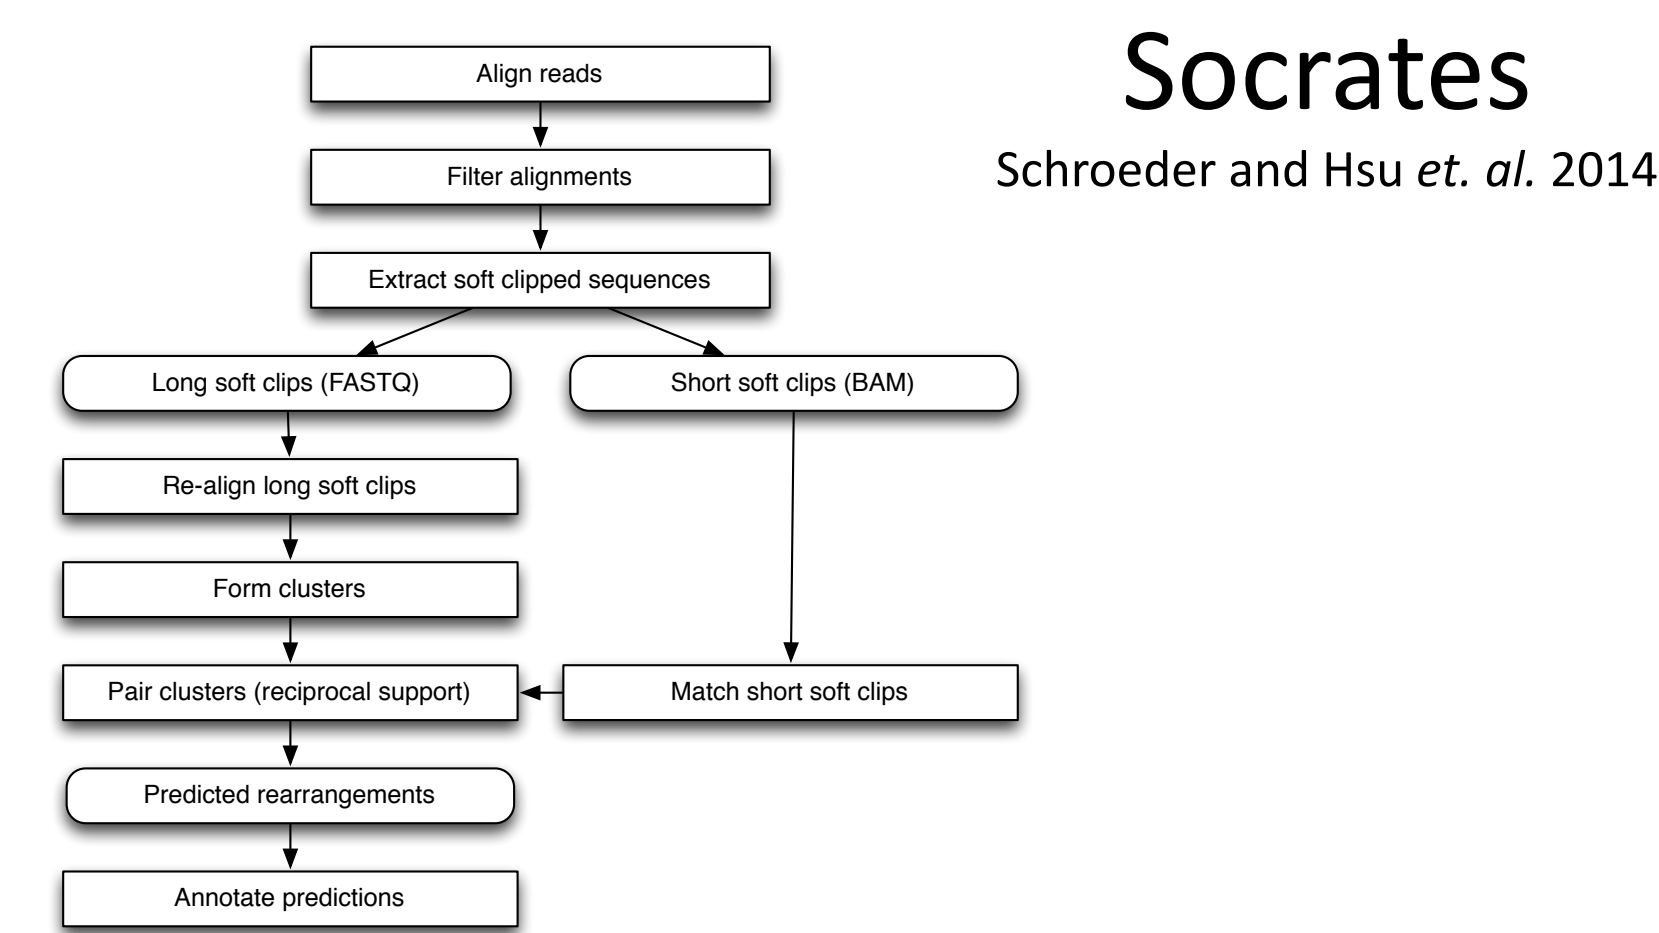 Socrates
Schroeder and Hsu et. al. 2014
Align reads
Filter alignments
Extract soft clipped sequences
Long soft clips (FASTQ)
Short soft clips (BAM)
Re-align long soft clips
Form clusters
Pair clusters (reciprocal support)
Match short soft clips
Predicted rearrangements
Annotate predictions